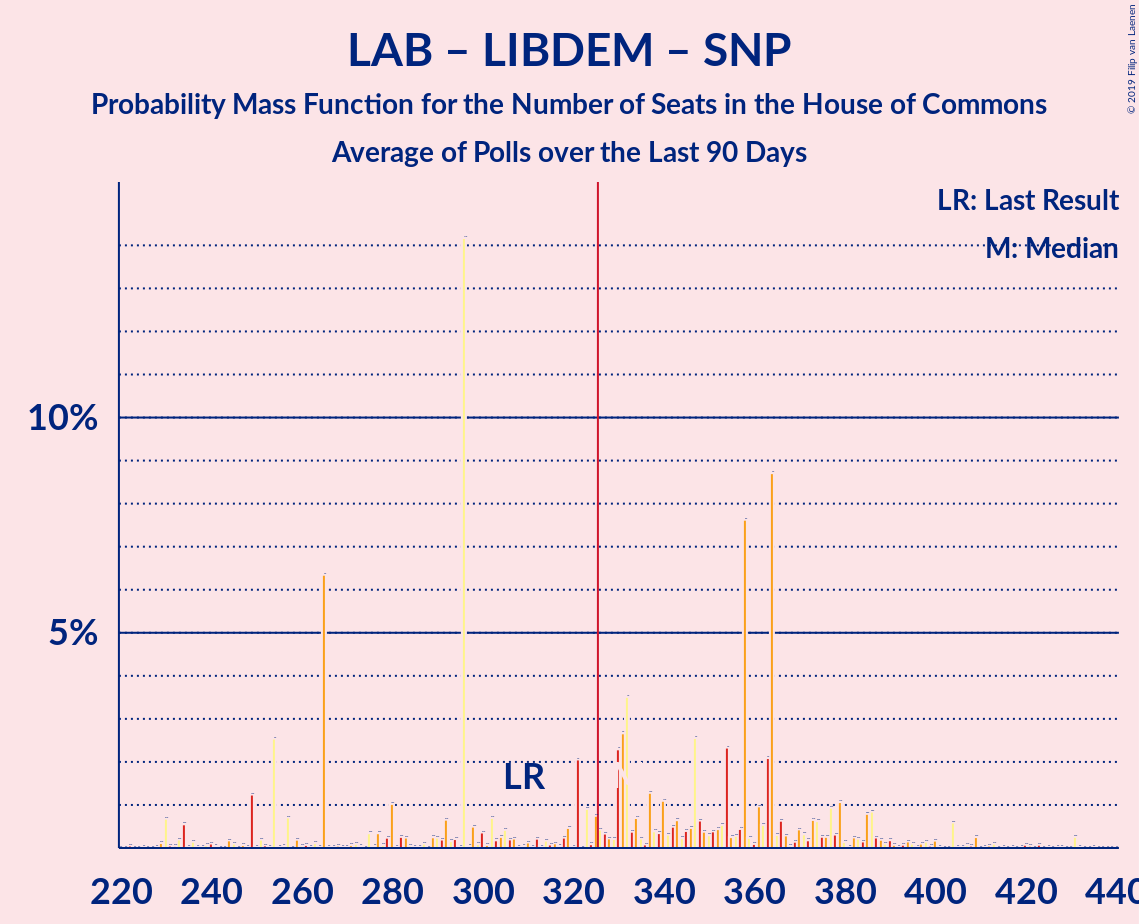 LAB – LIBDEM – SNP
Probability Mass Function for the Number of Seats in the House of Commons
Average of Polls over the Last 90 Days
© 2019 Filip van Laenen
LR: Last Result
M: Median
10%
5%
LR
220 240 260 280 300 320 340 360 380 400 420 440